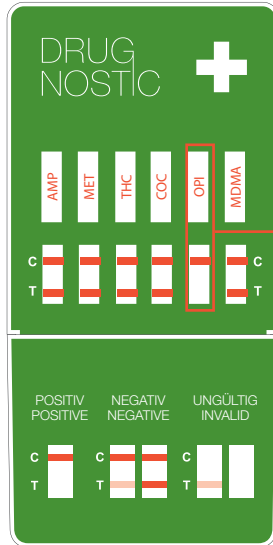 DRUG
NOSTIC
AMP MET THC COC OPI MDMA
C C
T T
POSITIV NEGATIV UNGÜLTIG
POSITIVE NEGATIVE INVALID
C C C
T T T